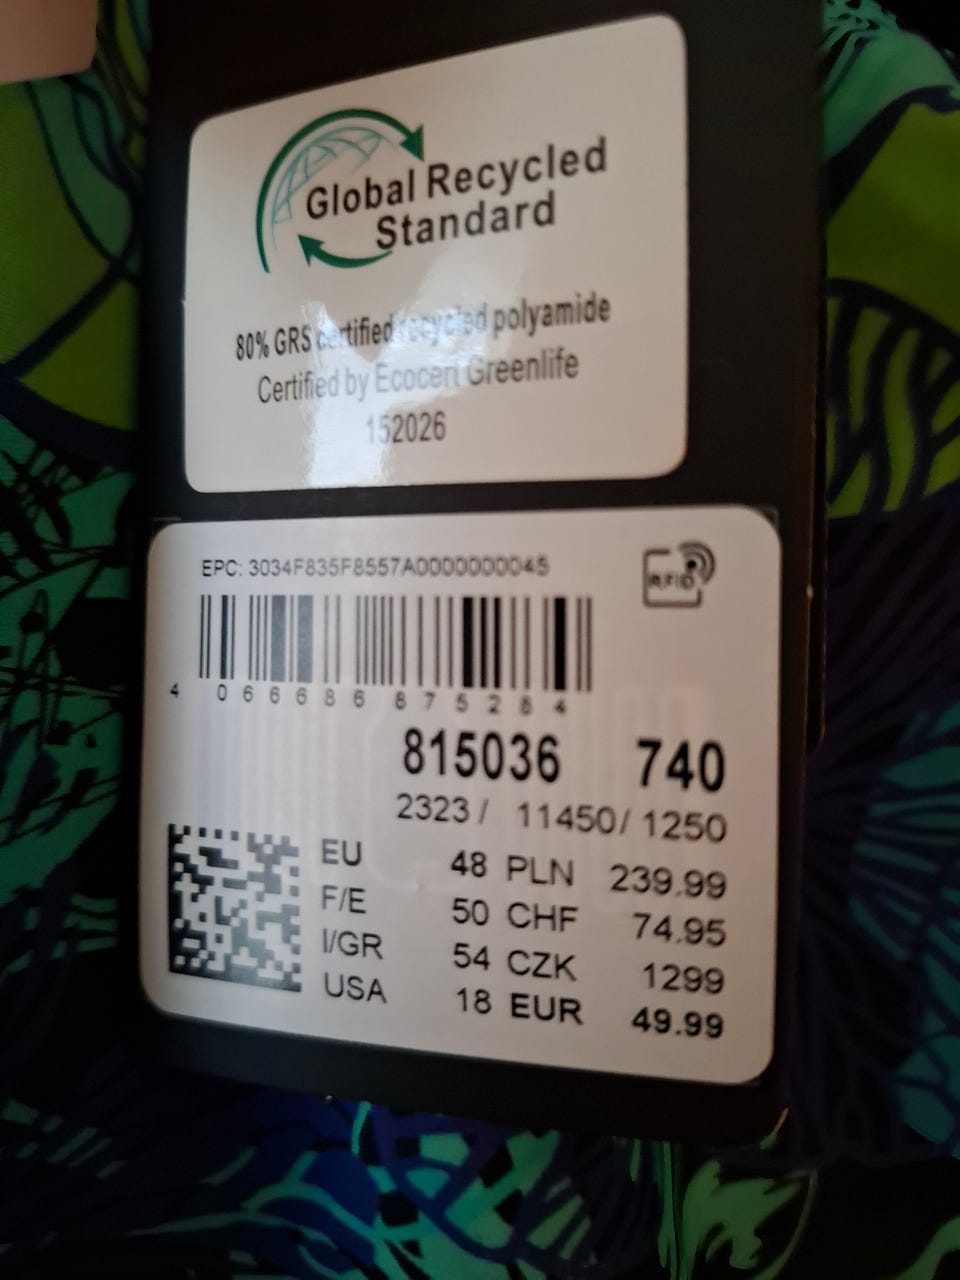 Global Recycled
Standard
80% GRS certified recycled polyamide
Certified by Ecocert Greenlife
152026
EPC: 3034F835F8557A0000000045
RFID
4 066686 875284
815036 740
2323 / 11450/ 1250
EU 48 PLN 239.99
F/E 50 CHF 74.95
I/GR 54 CZK 1299
USA 18 EUR 49.99